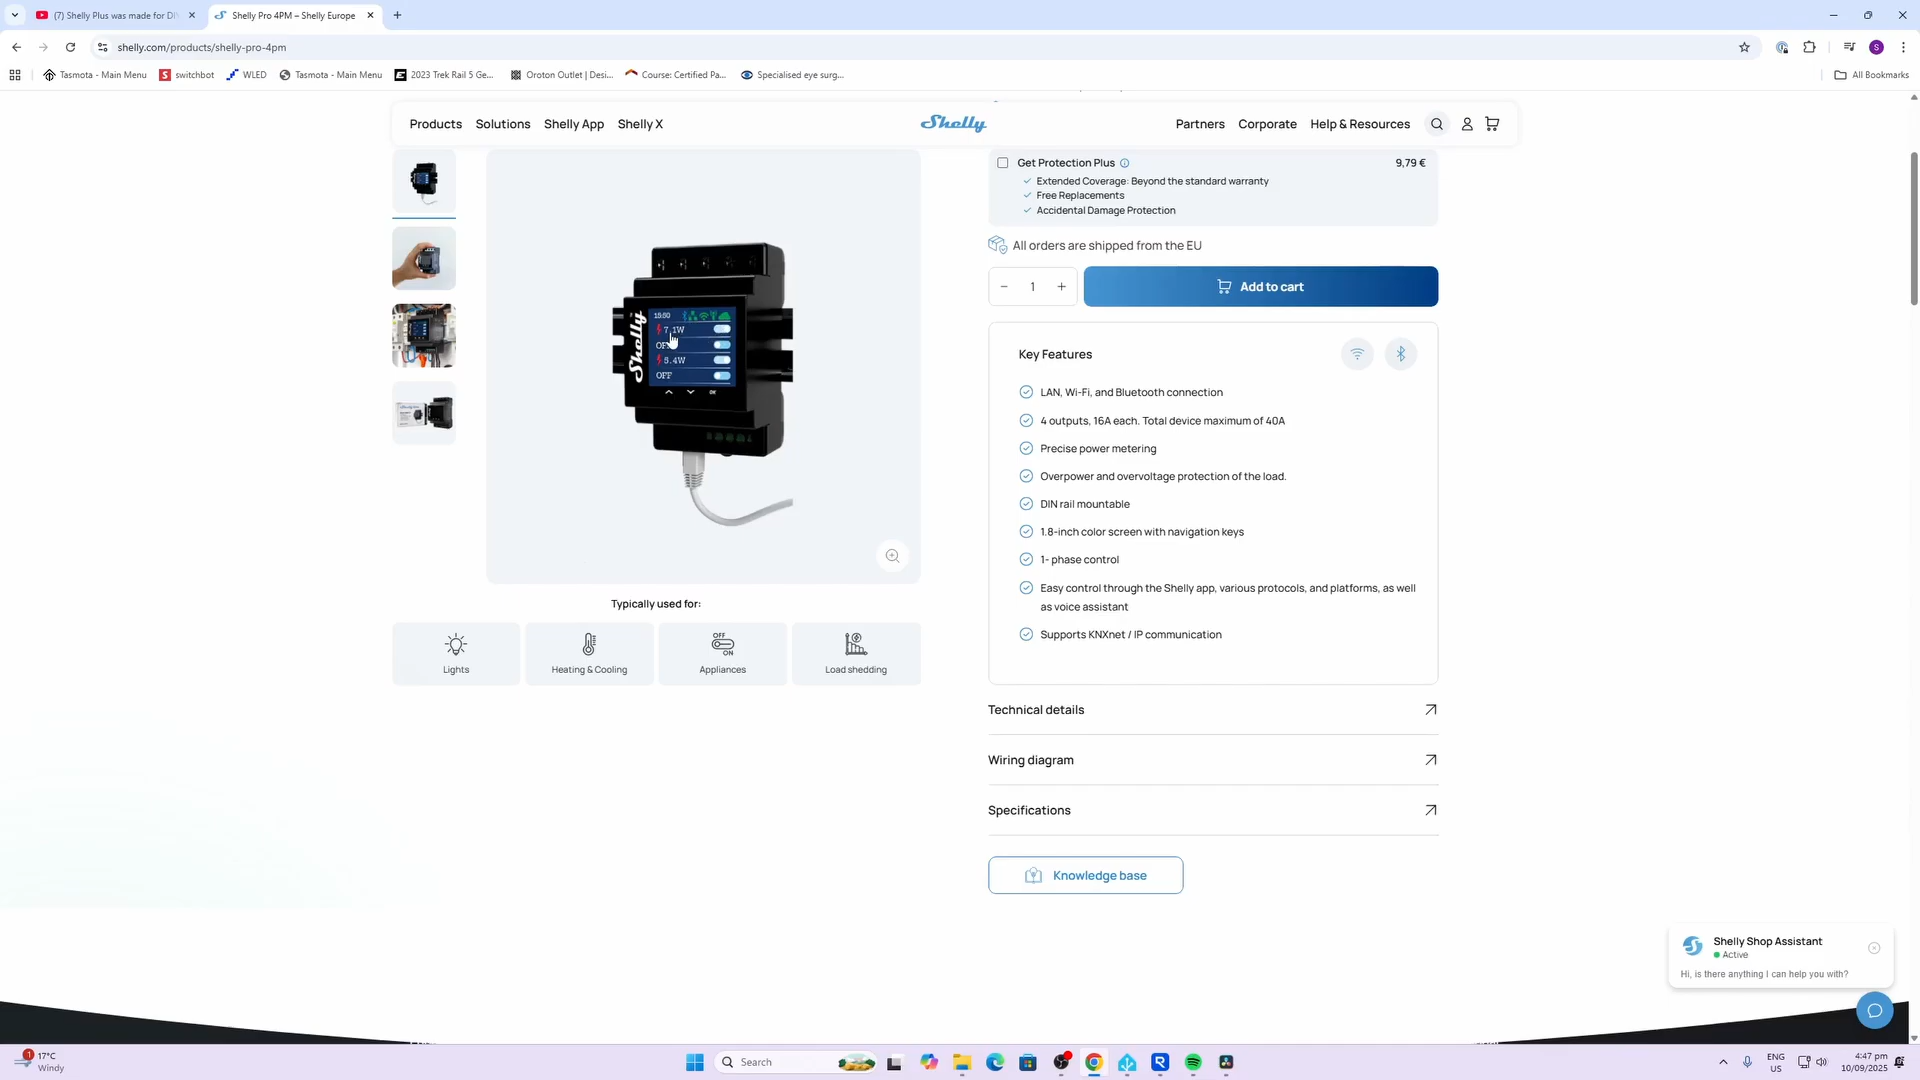 (7) Shelly Plus was made for DI
Shelly Pro 4PM – Shelly Europe
shelly.com/products/shelly-pro-4pm
S
Tasmota - Main Menu
switchbot
WLED
Tasmota - Main Menu
2023 Trek Rail 5 Ge...
Oroton Outlet | Desi...
Course: Certified Pa...
Specialised eye surg...
All Bookmarks
Products
Solutions
Shelly App
Shelly X
Shelly
Partners
Corporate
Help & Resources
Get Protection Plus
9,79 €
Extended Coverage: Beyond the standard warranty
Free Replacements
Accidental Damage Protection
All orders are shipped from the EU
- 1 +
Add to cart
Shelly
15:50
OFF
5.4W
OFF
OK
Key Features
LAN, Wi-Fi, and Bluetooth connection
4 outputs, 16A each. Total device maximum of 40A
Precise power metering
Overpower and overvoltage protection of the load.
DIN rail mountable
1.8-inch color screen with navigation keys
1- phase control
Easy control through the Shelly app, various protocols, and platforms, as well
as voice assistant
Supports KNXnet / IP communication
Typically used for:
Lights
Heating & Cooling
OFF
ON
Appliances
Load shedding
Technical details
Wiring diagram
Specifications
Knowledge base
Shelly Shop Assistant
Active
Hi, is there anything I can help you with?
1
17°C
Windy
Search
ENG
US
4:47 pm
10/09/2025